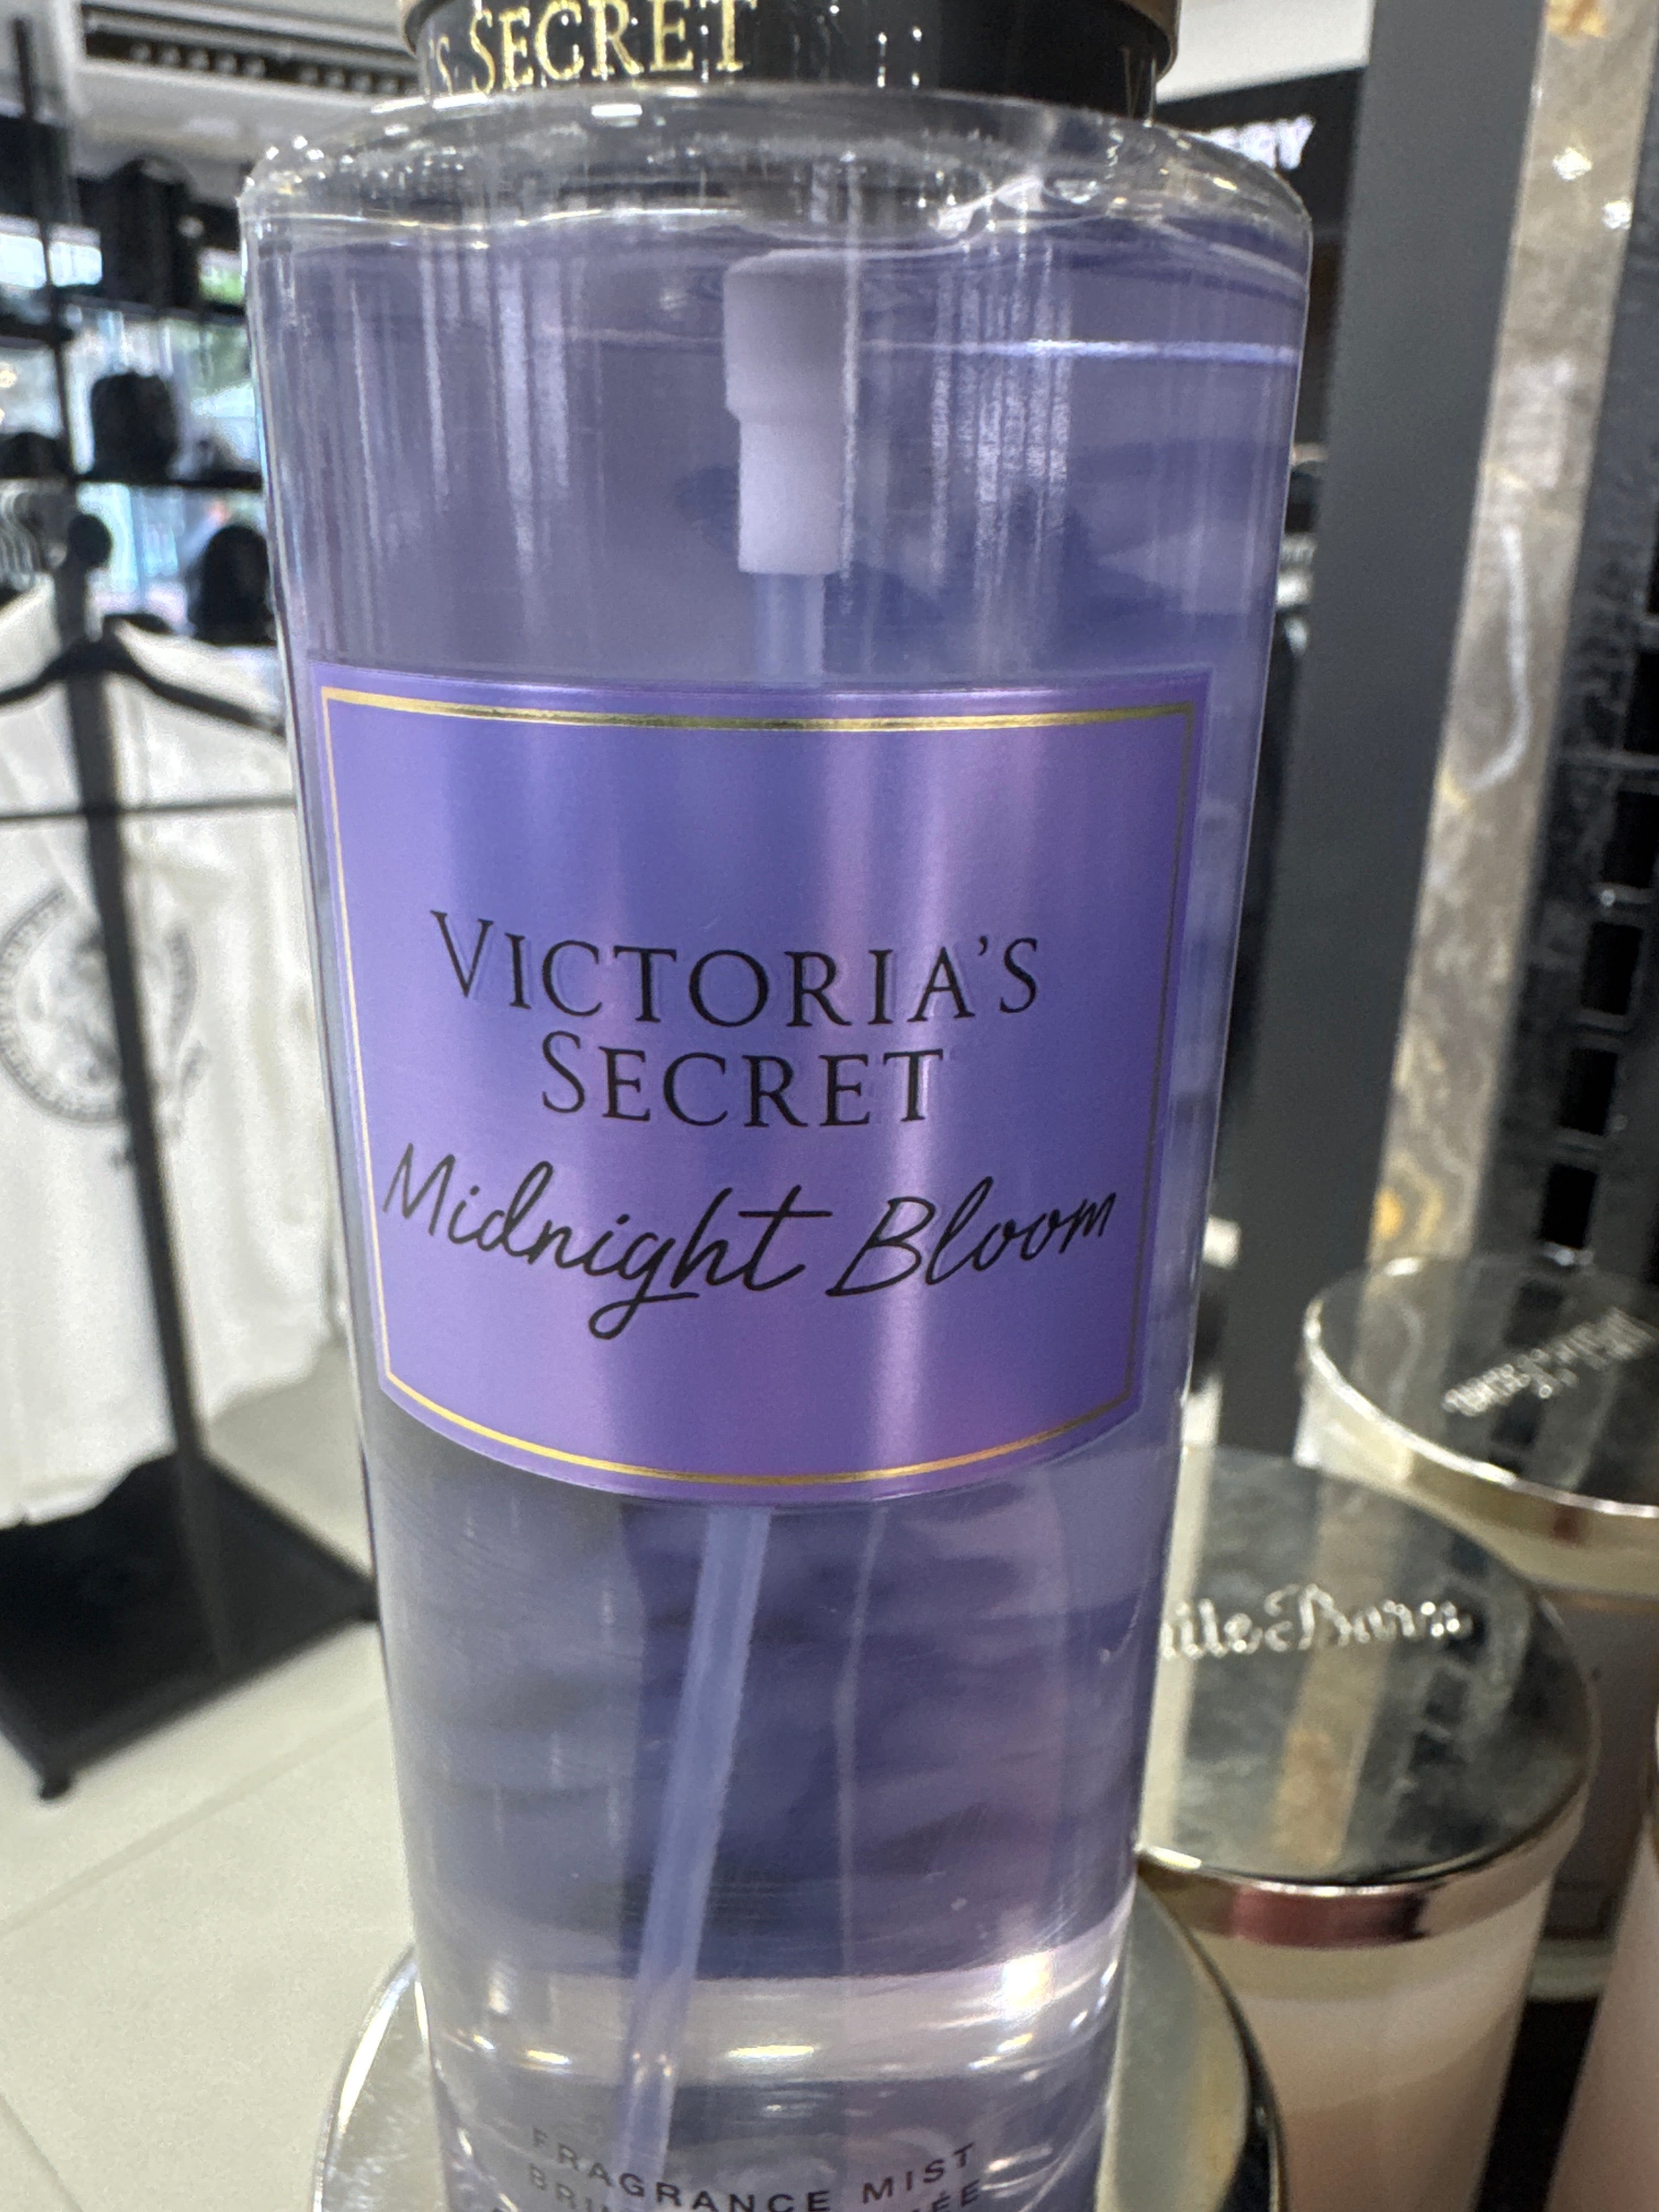 'S SECRET
VICTORIA'S
SECRET
Midnight Bloom
FRAGRANCE MIST